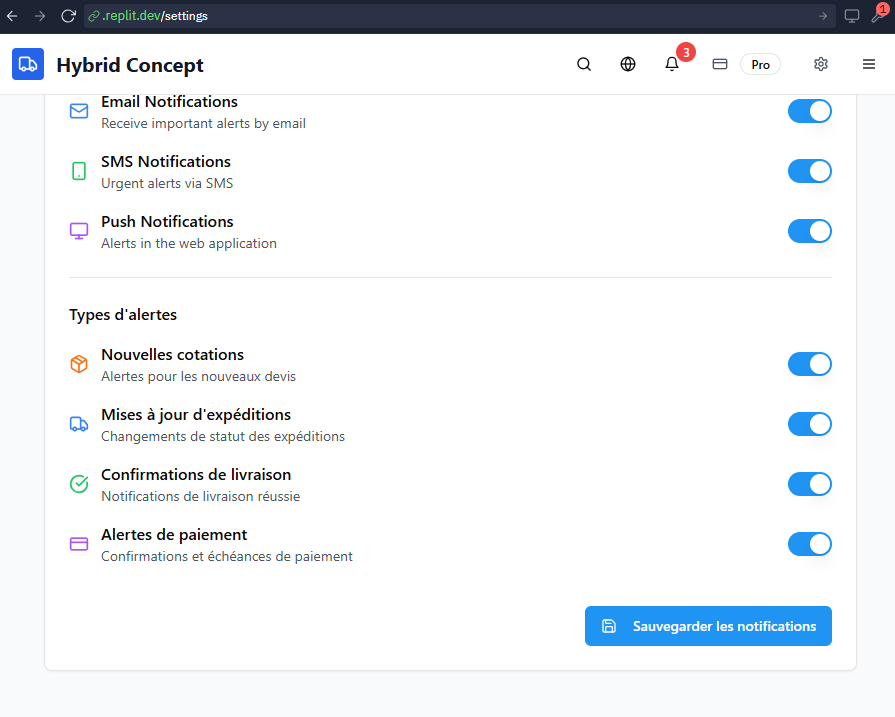 .replit.dev/settings
1
Hybrid Concept
3
Pro
Email Notifications
Receive important alerts by email
SMS Notifications
Urgent alerts via SMS
Push Notifications
Alerts in the web application
Types d'alertes
Nouvelles cotations
Alertes pour les nouveaux devis
Mises à jour d'expéditions
Changements de statut des expéditions
Confirmations de livraison
Notifications de livraison réussie
Alertes de paiement
Confirmations et échéances de paiement
Sauvegarder les notifications